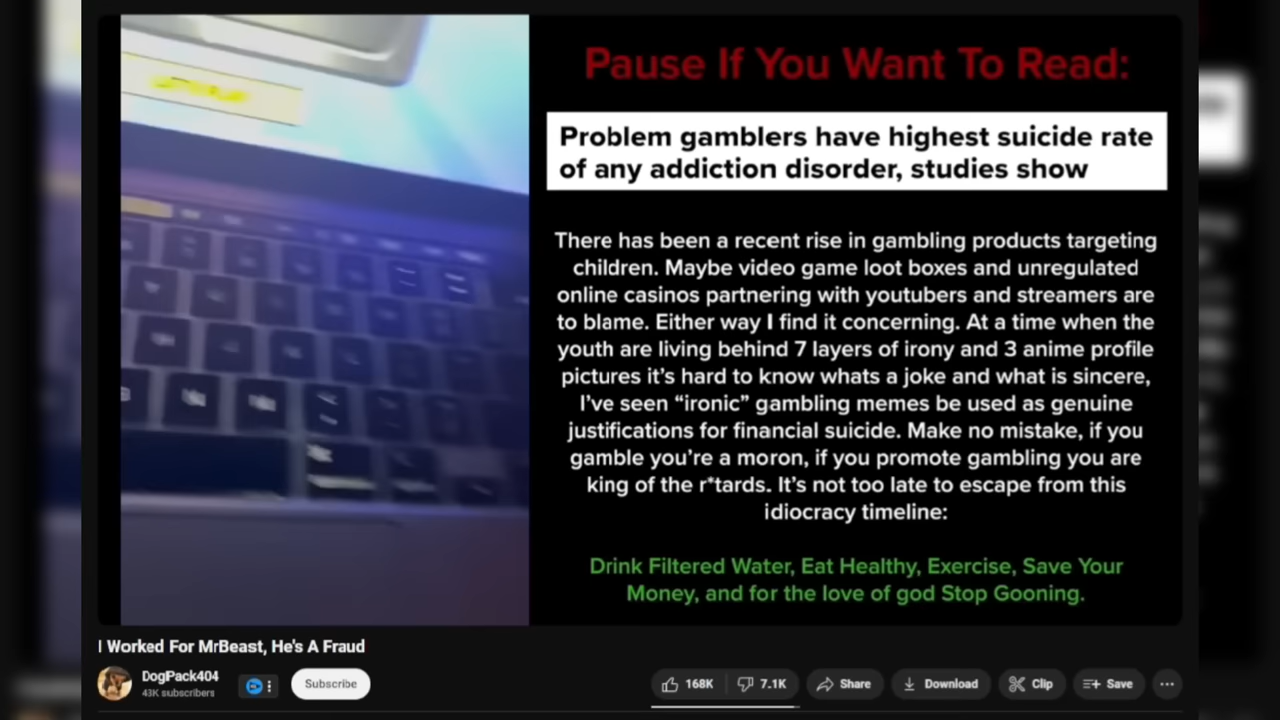 Pause If You Want To Read:
Problem gamblers have highest suicide rate
of any addiction disorder, studies show
There has been a recent rise in gambling products targeting
children. Maybe video game loot boxes and unregulated
online casinos partnering with youtubers and streamers are
to blame. Either way I find it concerning. At a time when the
youth are living behind 7 layers of irony and 3 anime profile
pictures it's hard to know whats a joke and what is sincere,
I've seen “ironic” gambling memes be used as genuine
justifications for financial suicide. Make no mistake, if you
gamble you're a moron, if you promote gambling you are
king of the r*tards. It's not too late to escape from this
idiocracy timeline:
Drink Filtered Water, Eat Healthy, Exercise, Save Your
Money, and for the love of god Stop Gooning.
I Worked For MrBeast, He's A Fraud
DogPack404
43K subscribers
Subscribe
168K
7.1K
Share
Download
Clip
Save